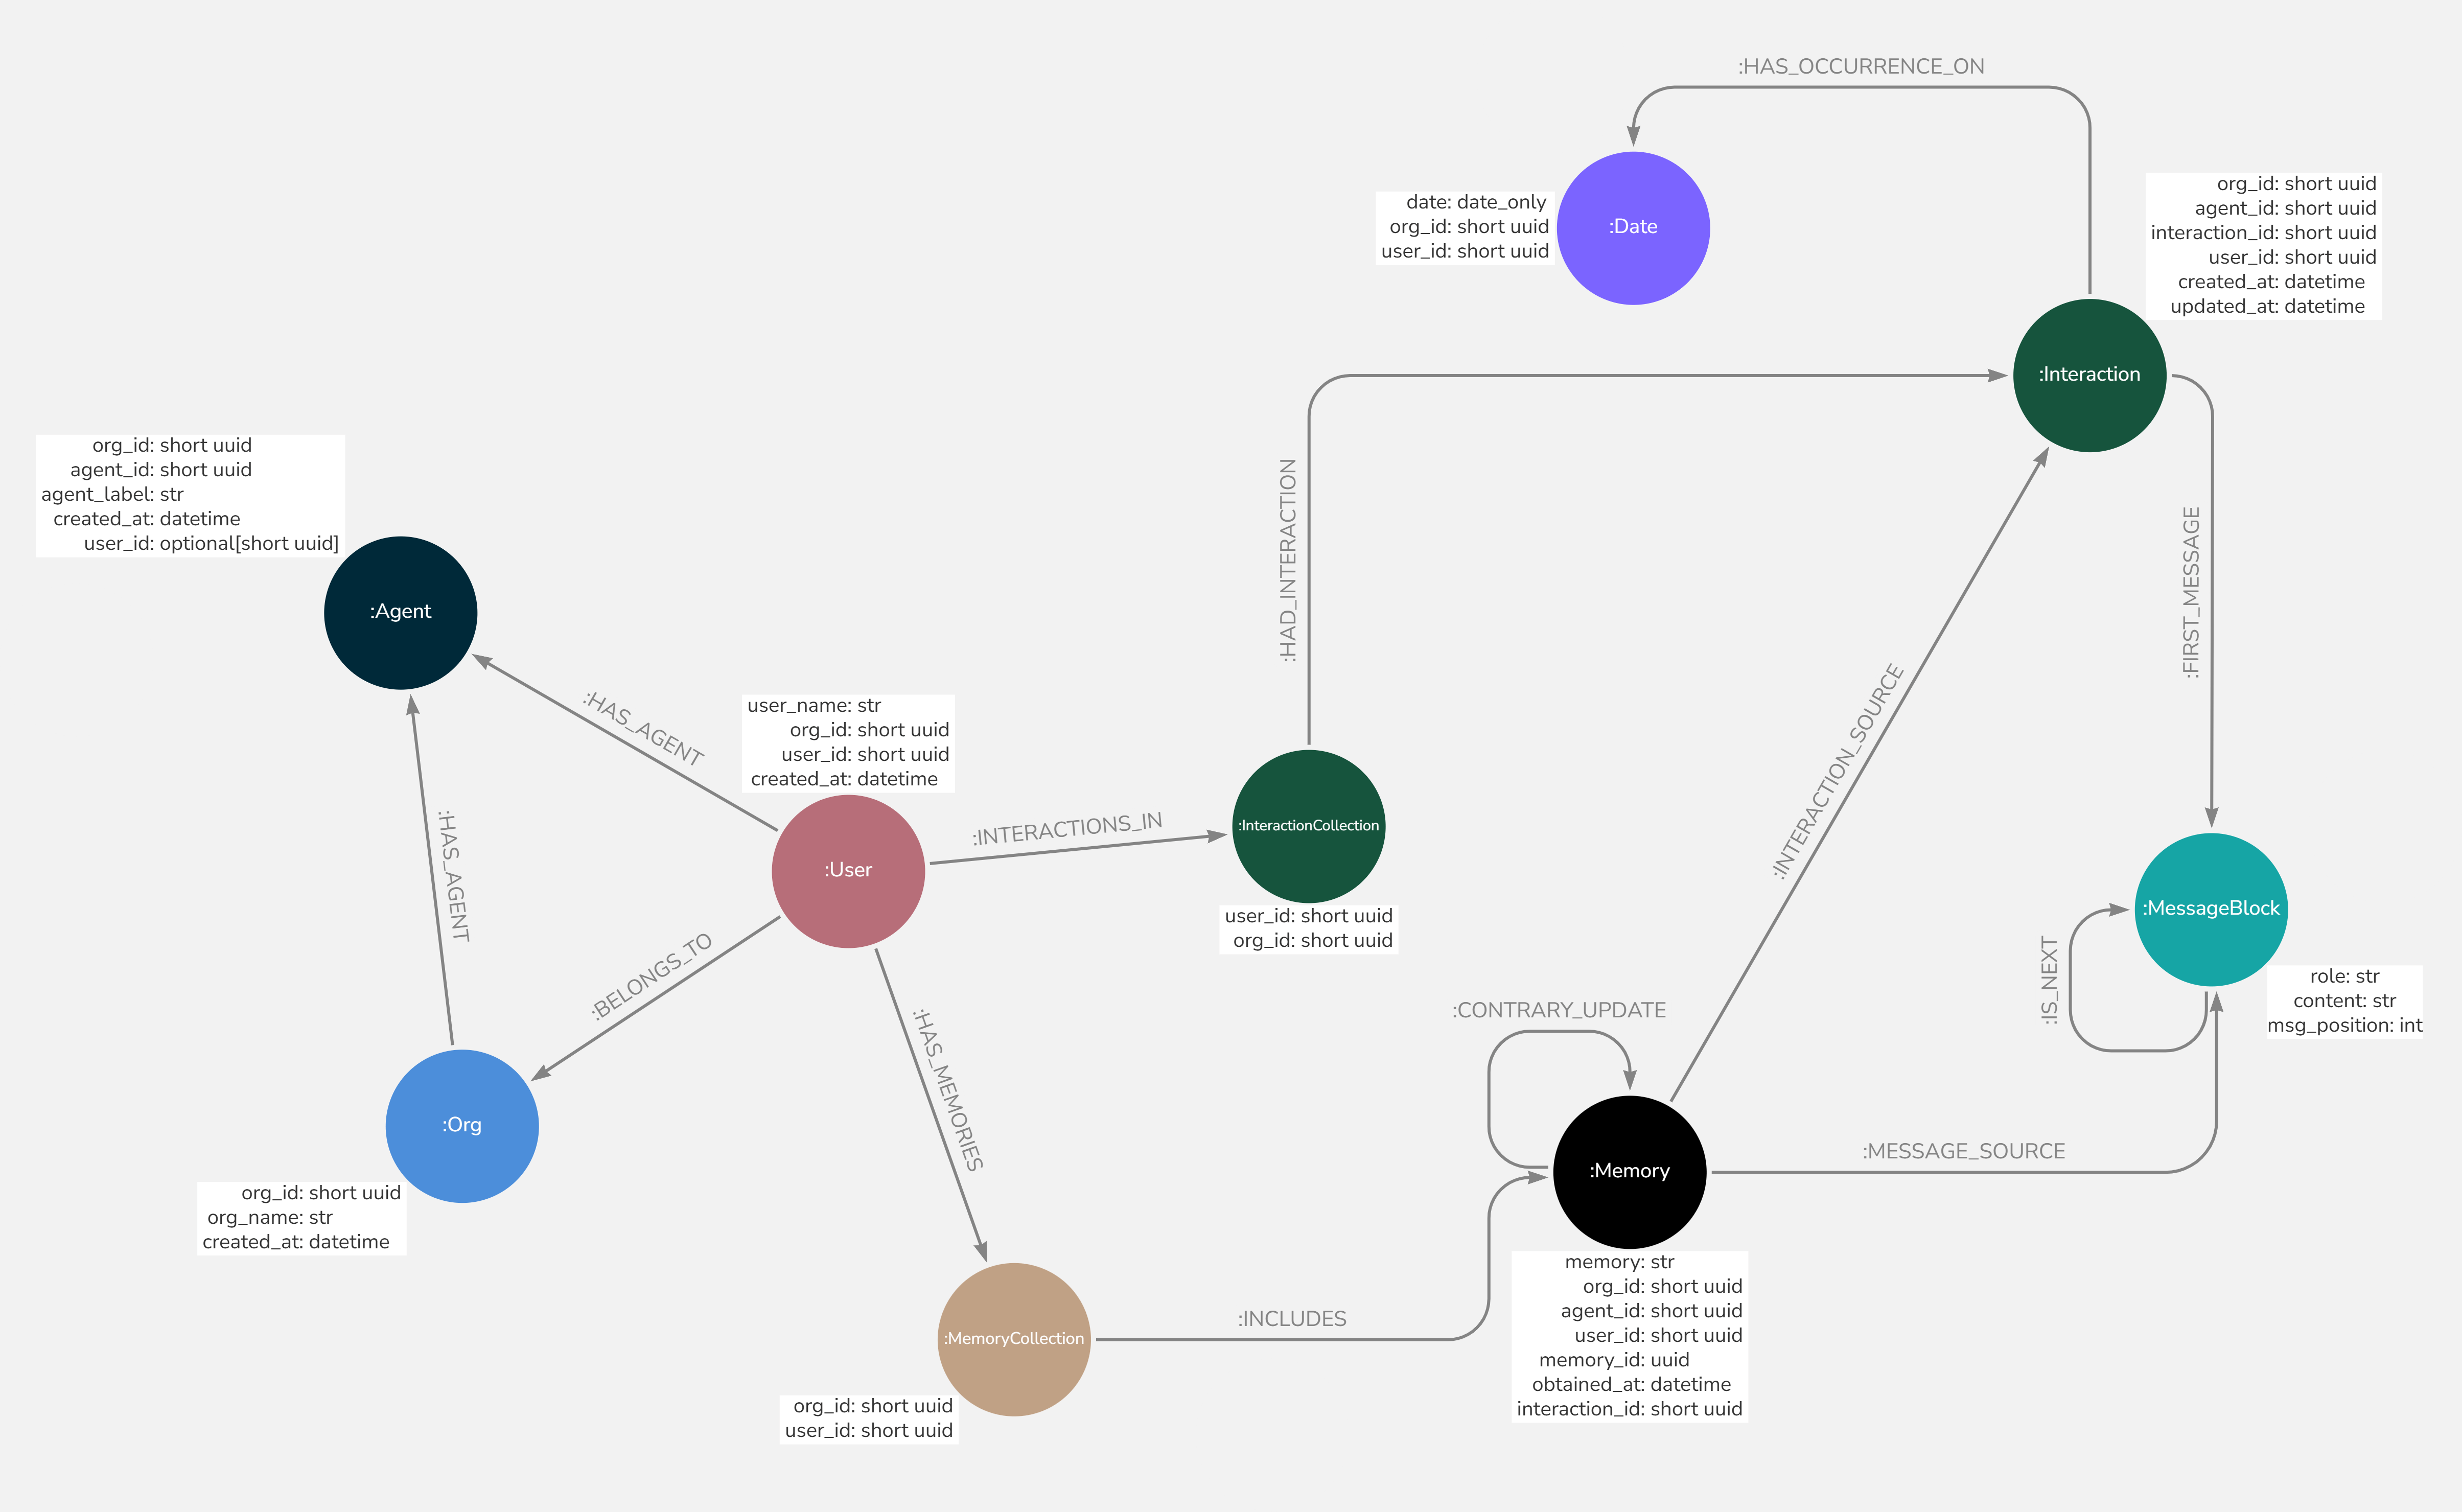 :HAS_OCCURRENCE_ON
date: date_only
org_id: short uuid
user_id: short uuid
:Date
org_id: short uuid
agent_id: short uuid
interaction_id: short uuid
user_id: short uuid
created_at: datetime
updated_at: datetime
:Interaction
org_id: short uuid
agent_id: short uuid
agent_label: str
created_at: datetime
user_id: optional[short uuid]
:Agent
:HAD_INTERACTION
:FIRST_MESSAGE
:HAS_AGENT
user_name: str
org_id: short uuid
user_id: short uuid
created_at: datetime
:User
:INTERACTIONS_IN
:InteractionCollection
user_id: short uuid
org_id: short uuid
:INTERACTION_SOURCE
:HAS_AGENT
:BELONGS_TO
:HAS_MEMORIES
:MessageBlock
role: str
content: str
msg_position: int
:IS_NEXT
:CONTRARY_UPDATE
:Org
org_id: short uuid
org_name: str
created_at: datetime
:Memory
:MESSAGE_SOURCE
memory: str
org_id: short uuid
agent_id: short uuid
user_id: short uuid
memory_id: uuid
obtained_at: datetime
interaction_id: short uuid
:INCLUDES
:MemoryCollection
org_id: short uuid
user_id: short uuid